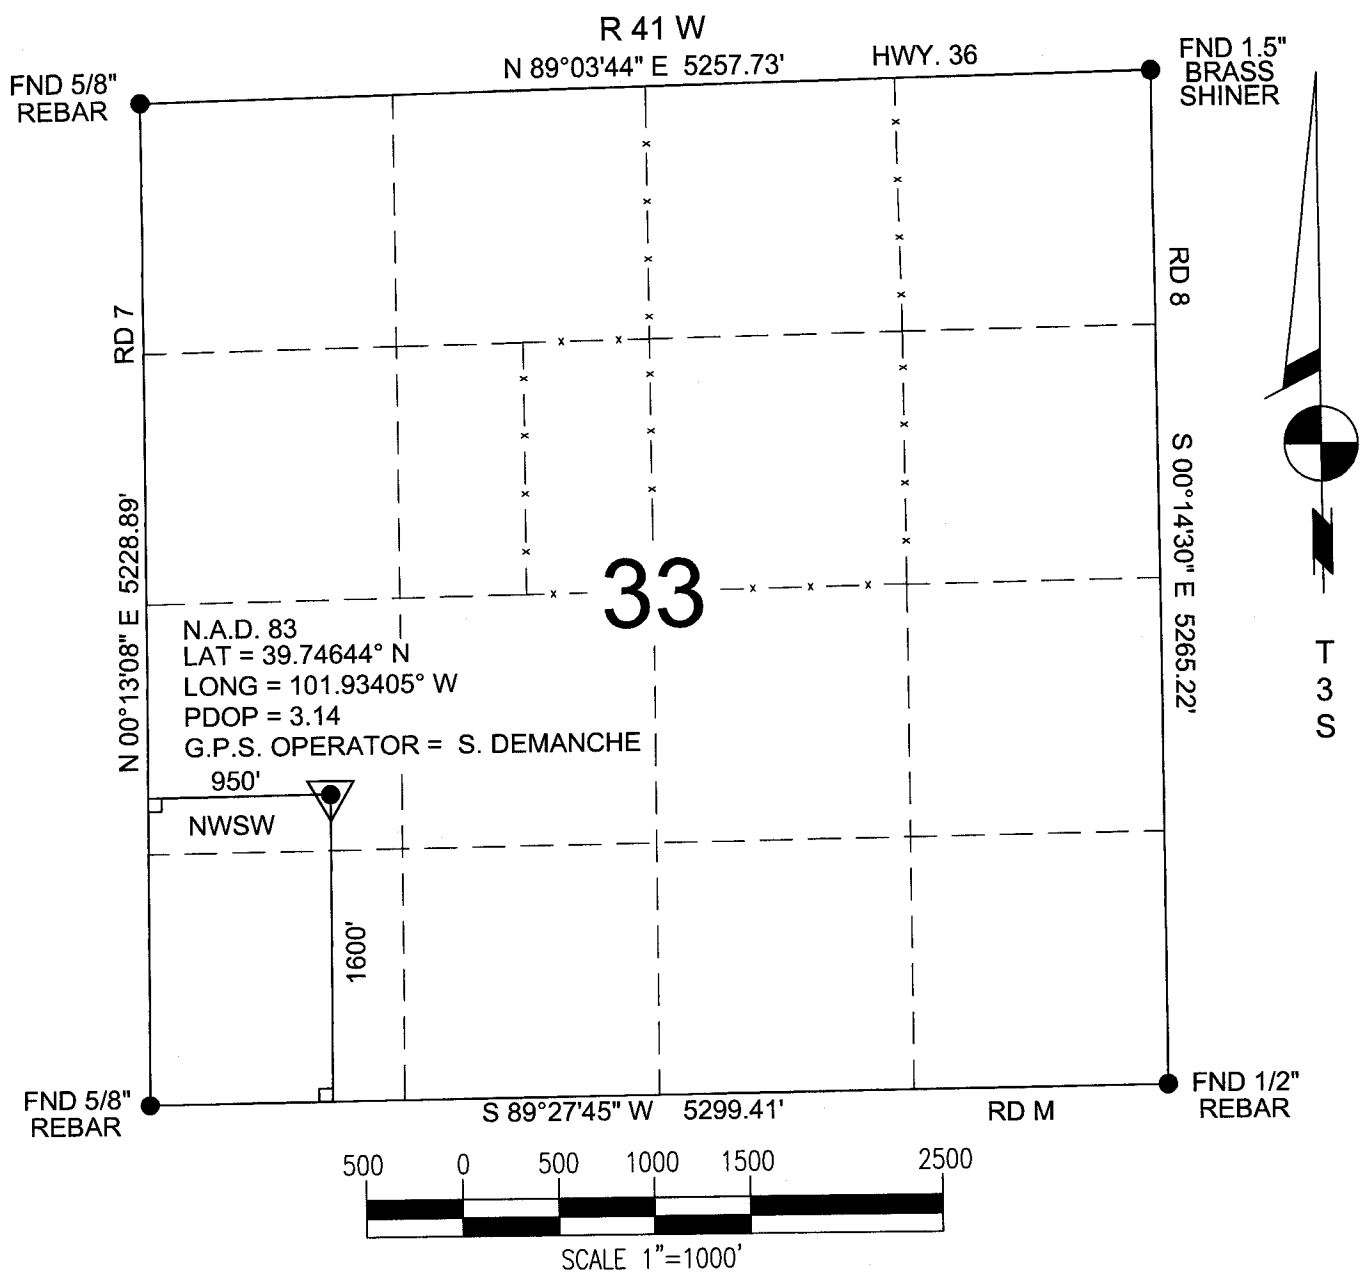 R 41 W
N 89°03'44" E 5257.73'
HWY. 36
FND 5/8"
REBAR
FND 1.5"
BRASS
SHINER
RD 7
RD 8
N 00°13'08" E 5228.89'
S 00°14'30" E 5265.22'
33
N
T
3
S
N.A.D. 83
LAT = 39.74644° N
LONG = 101.93405° W
PDOP = 3.14
G.P.S. OPERATOR = S. DEMANCHE
950'
NWSW
1600'
FND 5/8"
REBAR
S 89°27'45" W 5299.41'
RD M
FND 1/2"
REBAR
500 0 500 1000 1500 2500
SCALE 1"=1000'